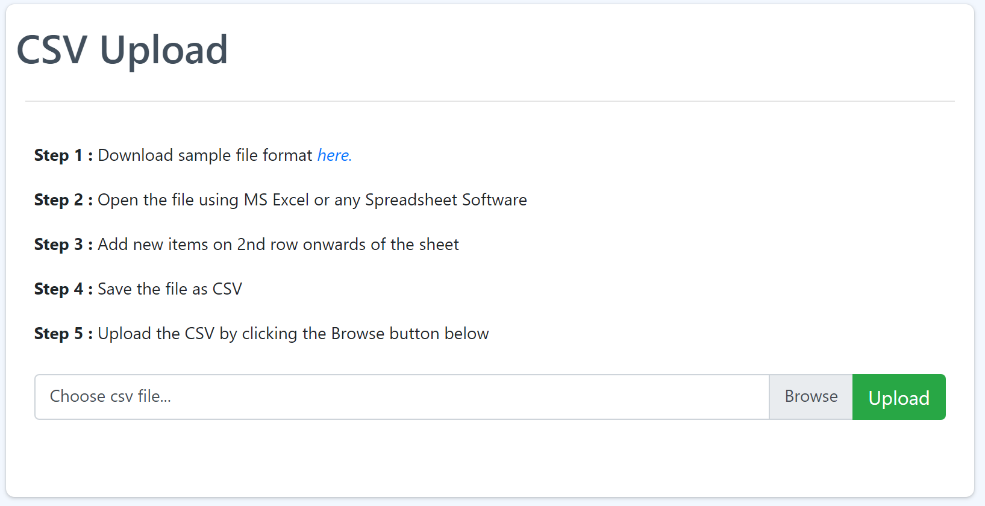 CSV Upload
Step 1 : Download sample file format here.
Step 2 : Open the file using MS Excel or any Spreadsheet Software
Step 3 : Add new items on 2nd row onwards of the sheet
Step 4 : Save the file as CSV
Step 5 : Upload the CSV by clicking the Browse button below
Choose csv file... Browse Upload